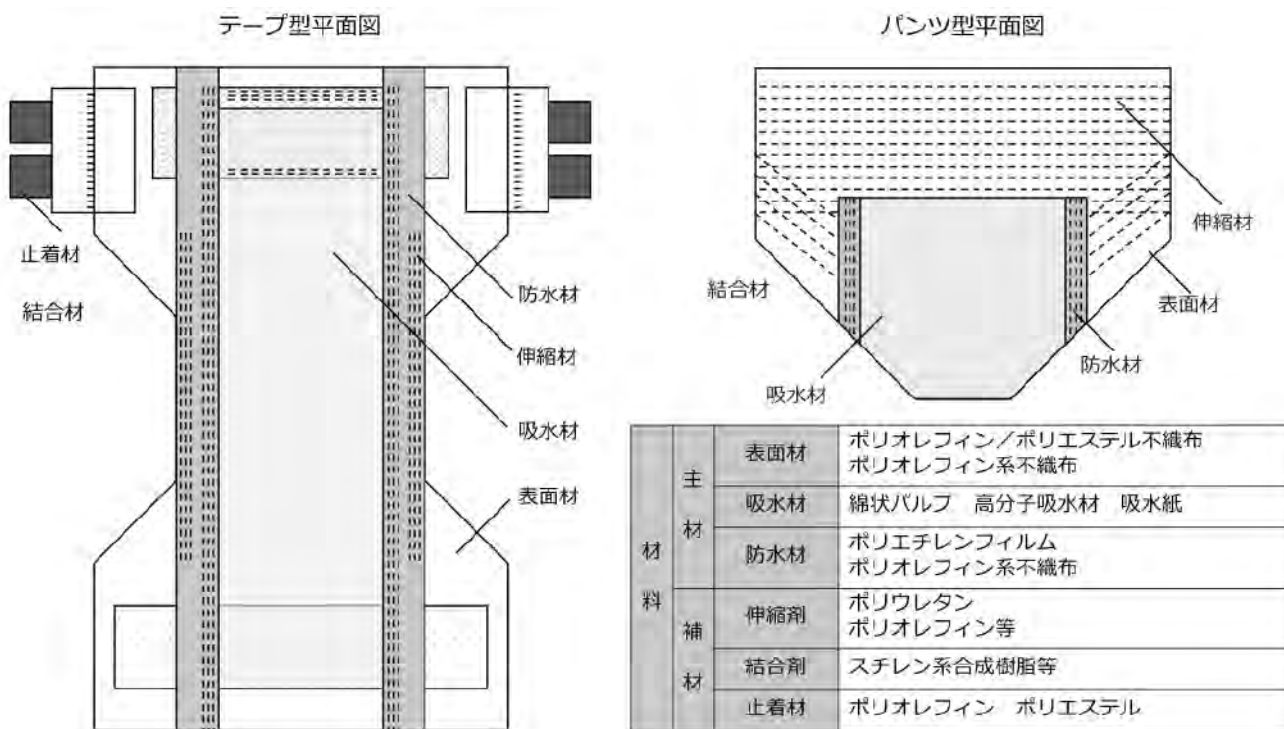 テープ型平面図
止着材
結合材
防水材
伸縮材
吸水材
表面材
パンツ型平面図
伸縮材
表面材
結合材
防水材
吸水材
材料
主材
表面材
ポリオレフィン／ポリエステル不織布
ポリオレフィン系不織布
吸水材
綿状パルプ　高分子吸水材　吸水紙
防水材
ポリエチレンフィルム
ポリオレフィン系不織布
補材
伸縮剤
ポリウレタン
ポリオレフィン等
結合剤
スチレン系合成樹脂等
止着材
ポリオレフィン　ポリエステル